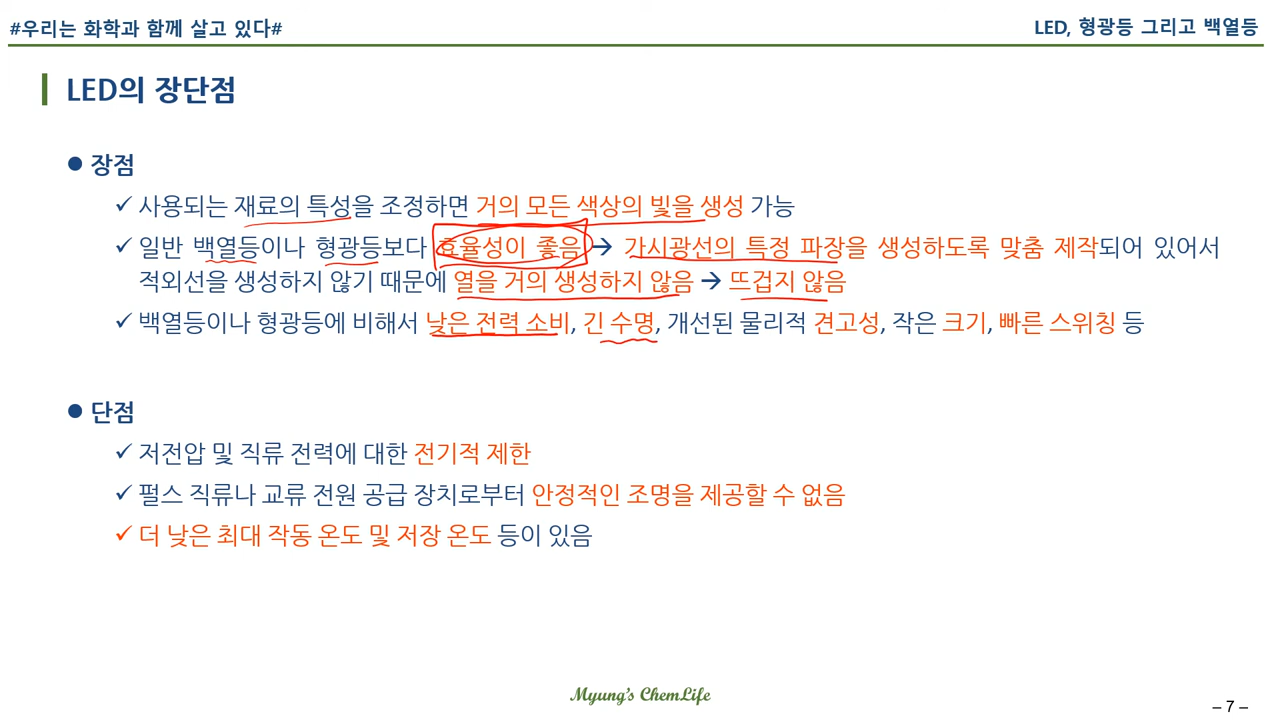 #우리는 화학과 함께 살고 있다#
LED, 형광등 그리고 백열등
LED의 장단점
● 장점
✓ 사용되는 재료의 특성을 조정하면 거의 모든 색상의 빛을 생성 가능
✓ 일반 백열등이나 형광등보다 효율성이 좋음 → 가시광선의 특정 파장을 생성하도록 맞춤 제작되어 있어서
적외선을 생성하지 않기 때문에 열을 거의 생성하지 않음 → 뜨겁지 않음
✓ 백열등이나 형광등에 비해서 낮은 전력 소비, 긴 수명, 개선된 물리적 견고성, 작은 크기, 빠른 스위칭 등
● 단점
✓ 저전압 및 직류 전력에 대한 전기적 제한
✓ 펄스 직류나 교류 전원 공급 장치로부터 안정적인 조명을 제공할 수 없음
✓ 더 낮은 최대 작동 온도 및 저장 온도 등이 있음
Myung's ChemLife
– 7 –